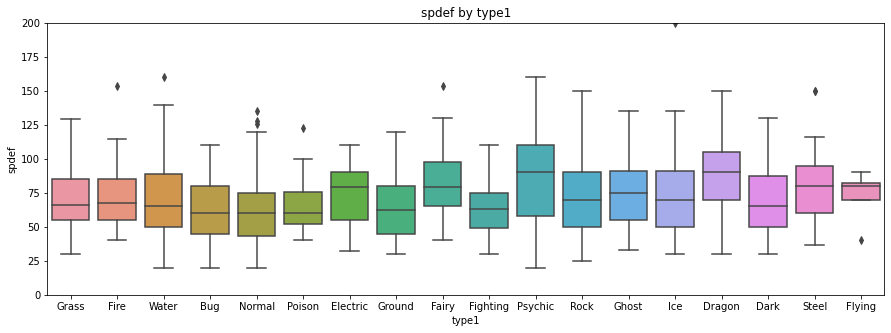 spdef by type1
spdef
200
175
150
125
100
75
50
25
0
Grass Fire Water Bug Normal Poison Electric Ground Fairy Fighting Psychic Rock Ghost Ice Dragon Dark Steel Flying
type1